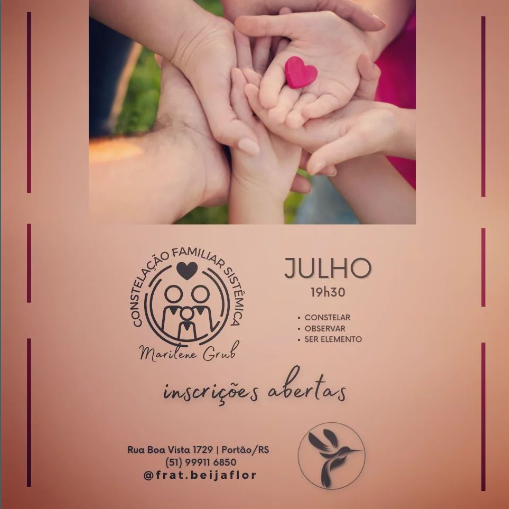 CONSTELAÇÃO FAMILIAR SISTÊMICA
Marilene Grub
JULHO
19h30
• CONSTELAR
• OBSERVAR
• SER ELEMENTO
inscrições abertas
Rua Boa Vista 1729 | Portão/RS
(51) 99911 6850
@frat.beijaflor